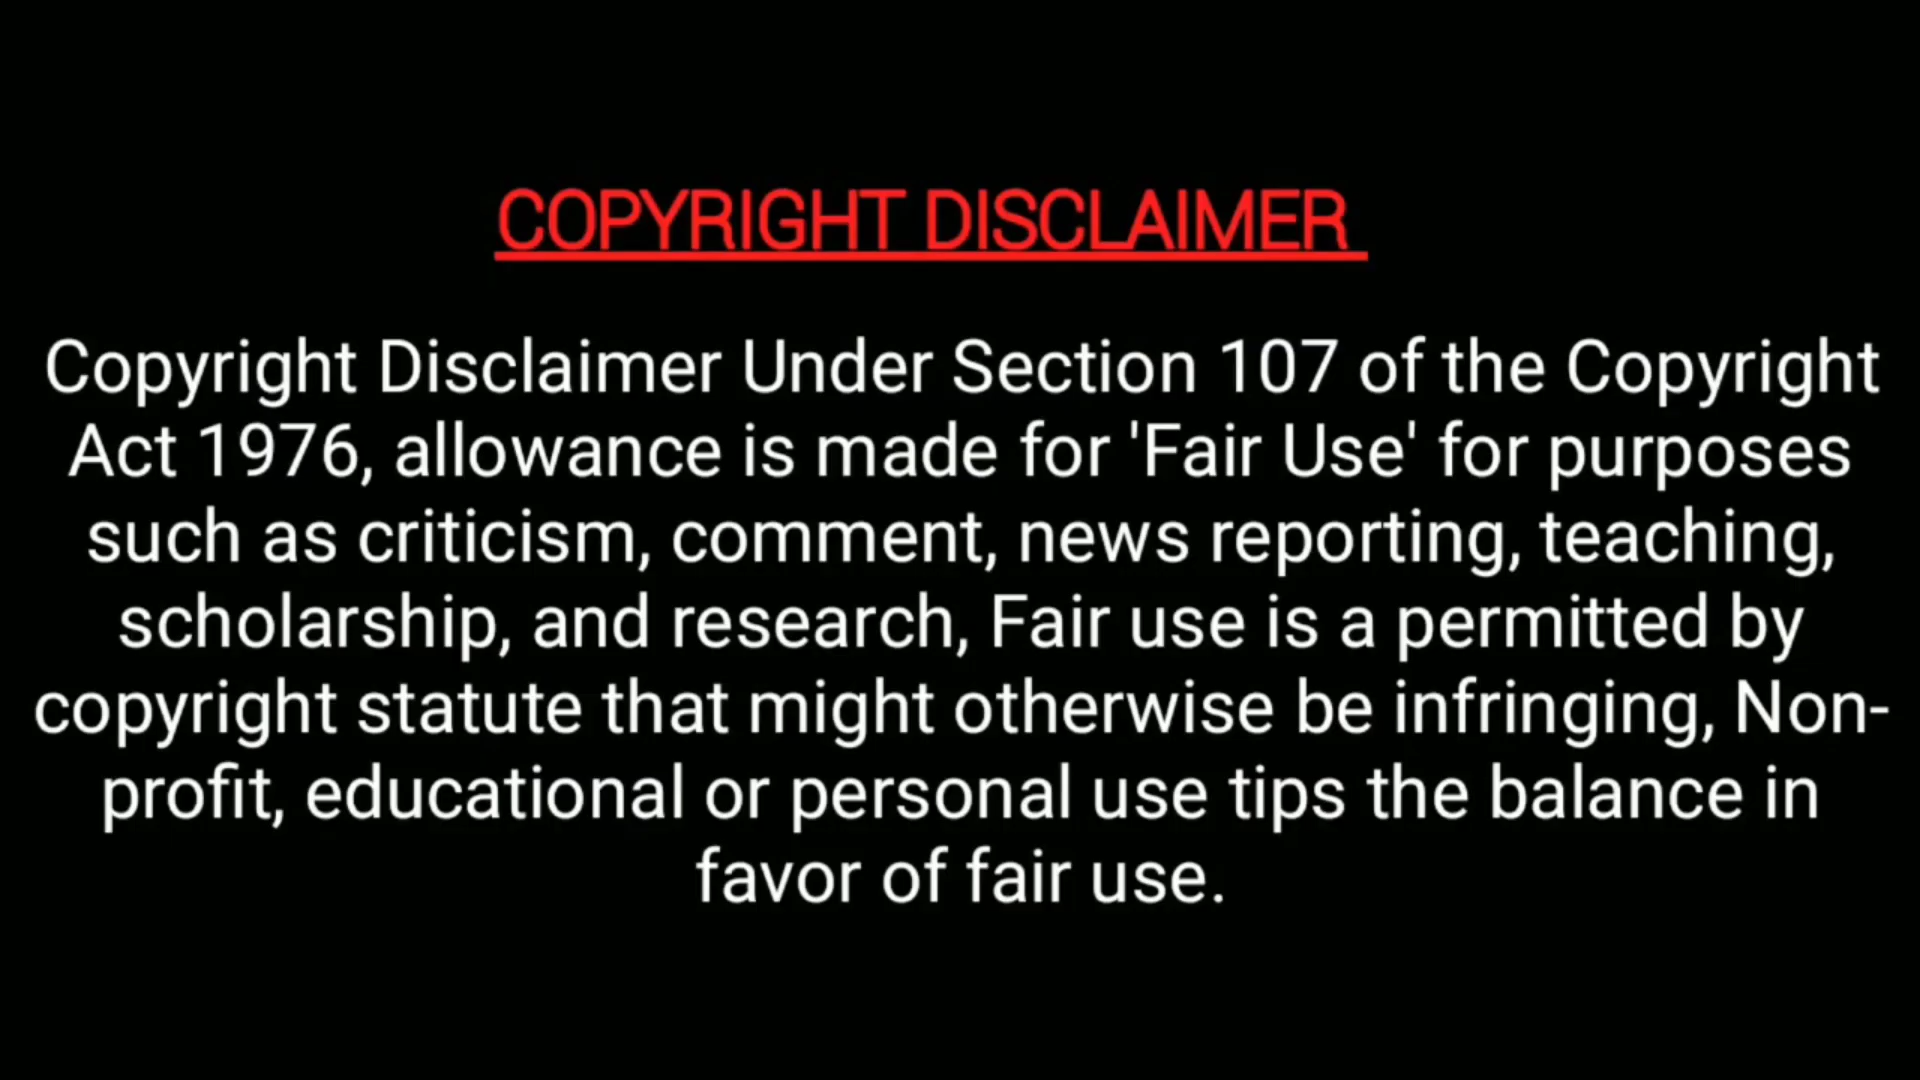 COPYRIGHT DISCLAIMER
Copyright Disclaimer Under Section 107 of the Copyright
Act 1976, allowance is made for 'Fair Use' for purposes
such as criticism, comment, news reporting, teaching,
scholarship, and research, Fair use is a permitted by
copyright statute that might otherwise be infringing, Non-
profit, educational or personal use tips the balance in
favor of fair use.